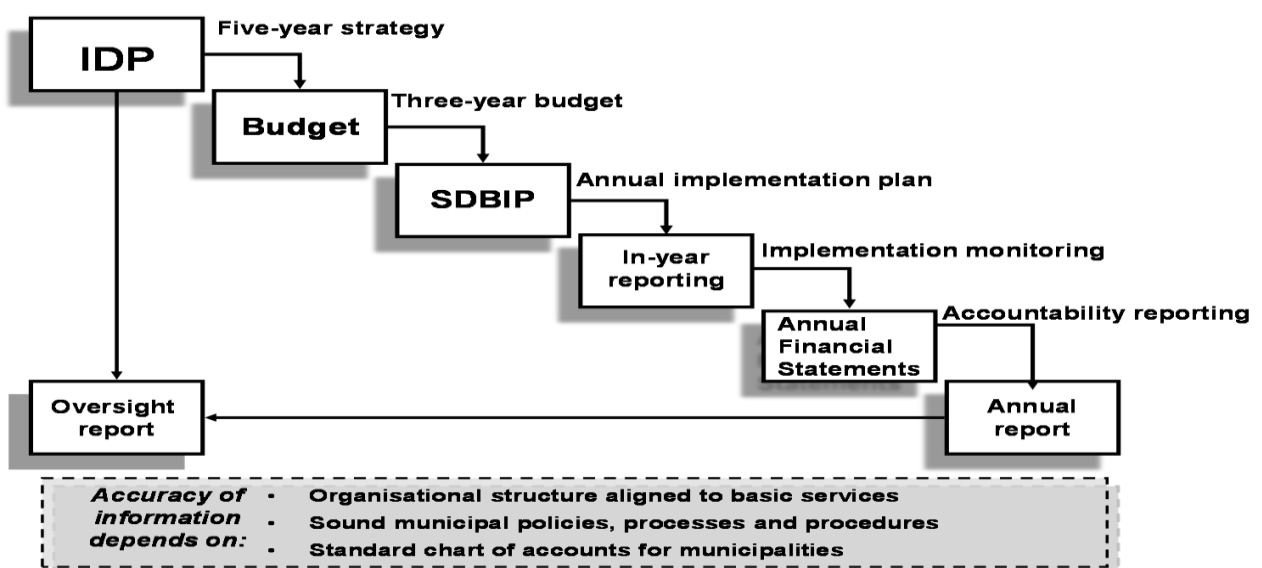 Five-year strategy
IDP
Three-year budget
Budget
Annual implementation plan
SDBIP
Implementation monitoring
In-year
reporting
Accountability reporting
Annual
Financial
Statements
Oversight
report
Annual
report
Accuracy of
information
depends on:
• Organisational structure aligned to basic services
• Sound municipal policies, processes and procedures
• Standard chart of accounts for municipalities